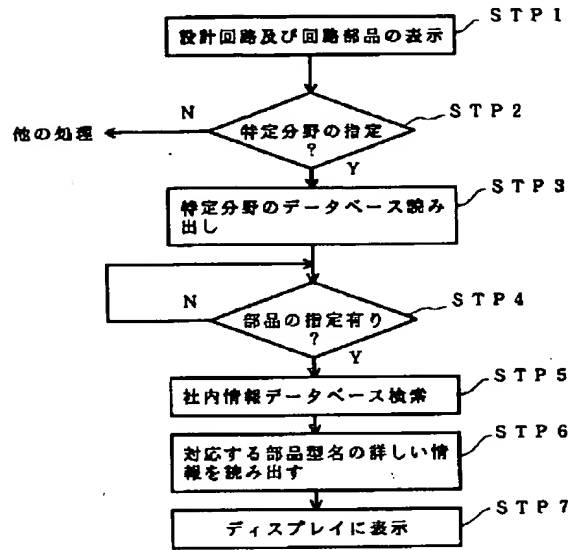 STP1
設計回路及び回路部品の表示
STP2
N
他の処理
特定分野の指定
?
Y
STP3
特定分野のデータベース読み
出し
STP4
N
部品の指定有り
?
Y
STP5
社内情報データベース検索
STP6
対応する部品型名の詳しい情
報を読み出す
STP7
ディスプレイに表示